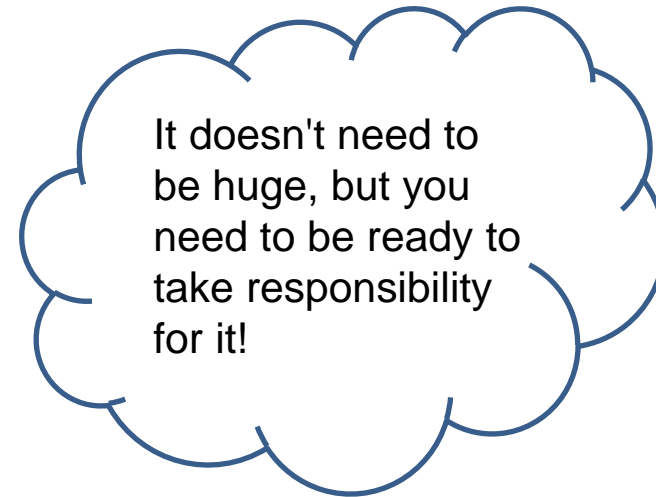 It doesn't need to
be huge, but you
need to be ready to
take responsibility
for it!